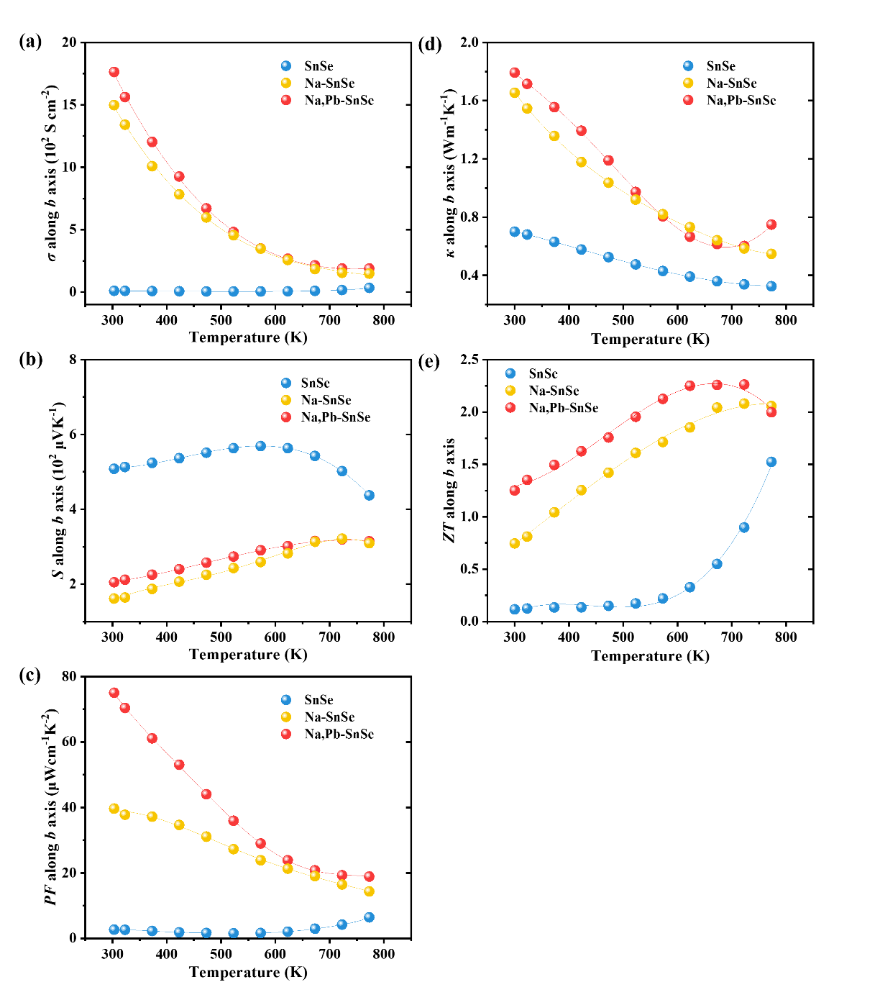 (a)
20
15
10
5
0
σ along b axis (10² S cm⁻²)
SnSe
Na-SnSe
Na,Pb-SnSe
300 400 500 600 700 800
Temperature (K)
(d)
2.0
1.6
1.2
0.8
0.4
κ along b axis (Wm⁻¹K⁻¹)
SnSe
Na-SnSe
Na,Pb-SnSe
300 400 500 600 700 800
Temperature (K)
(b)
8
6
4
2
S along b axis (10² μVK⁻¹)
SnSe
Na-SnSe
Na,Pb-SnSe
300 400 500 600 700 800
Temperature (K)
(e)
2.5
2.0
1.5
1.0
0.5
0.0
ZT along b axis
SnSe
Na-SnSe
Na,Pb-SnSe
300 400 500 600 700 800
Temperature (K)
(c)
80
60
40
20
0
PF along b axis (μWcm⁻¹K⁻²)
SnSe
Na-SnSe
Na,Pb-SnSe
300 400 500 600 700 800
Temperature (K)